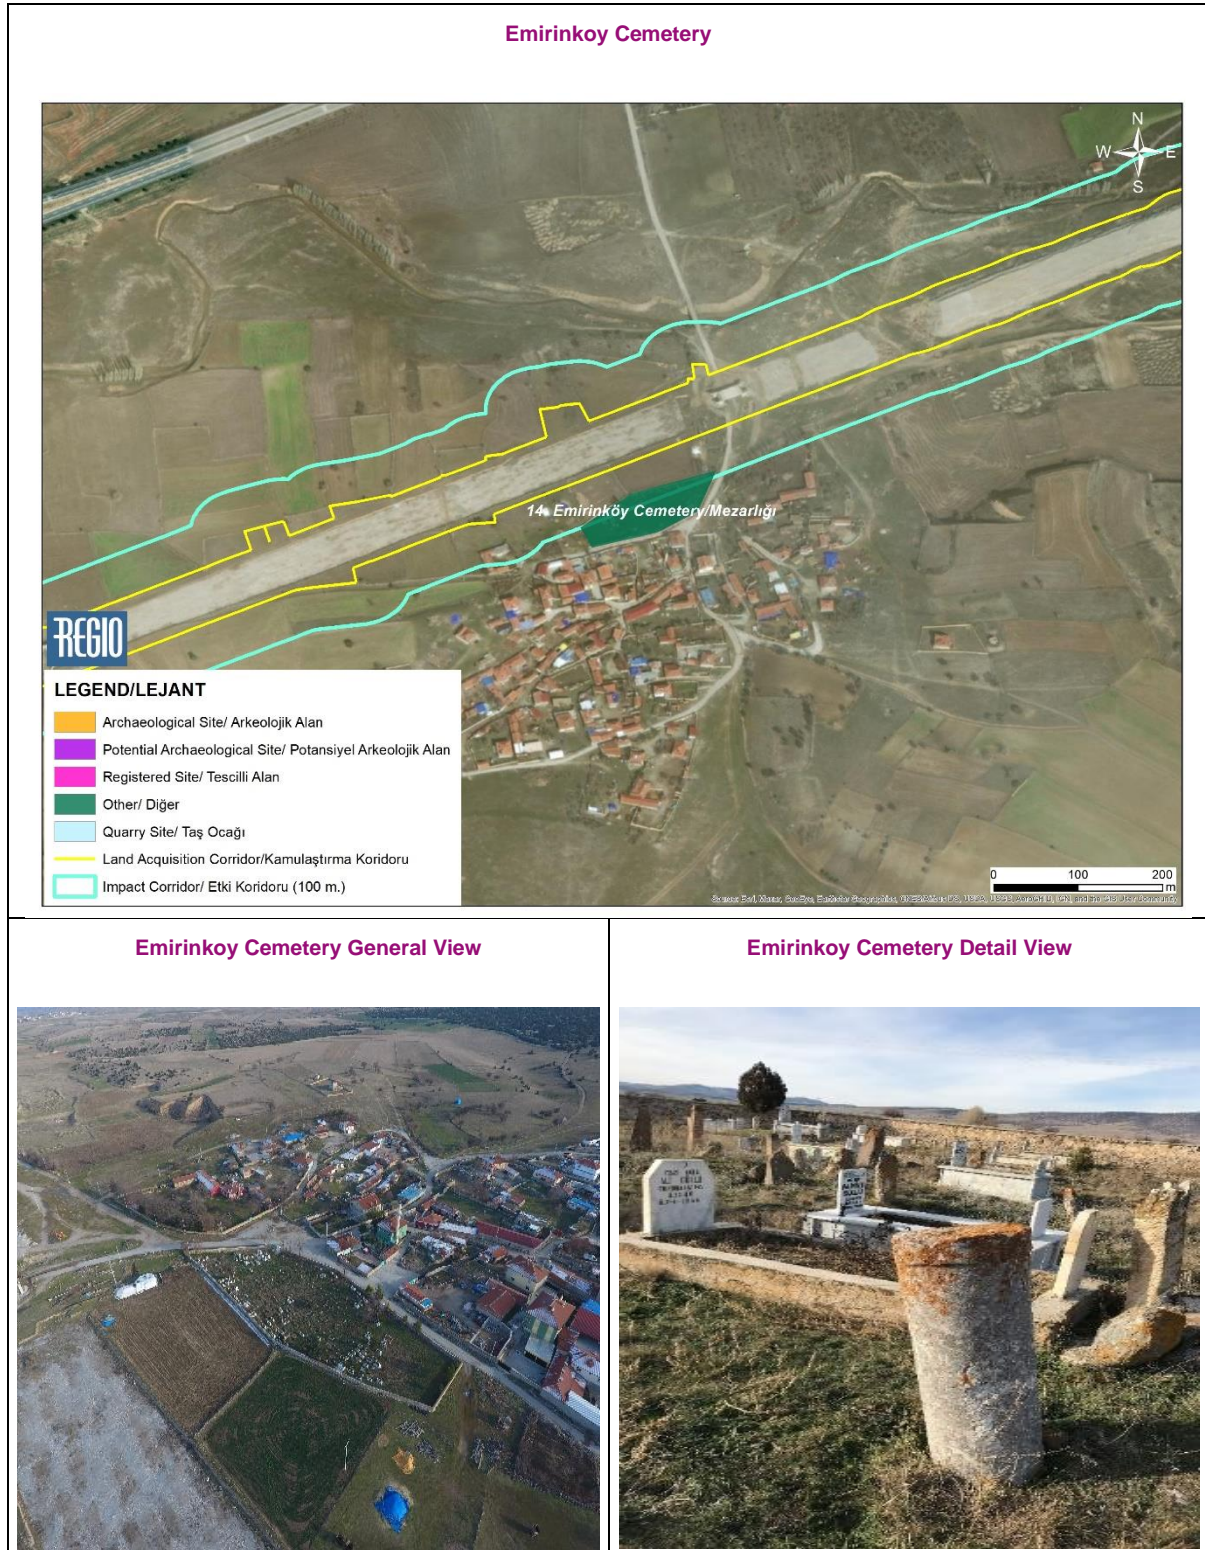 Emirinkoy Cemetery
N
W E
S
14. Emirinköy Cemetery/Mezarlığı
REGIO
LEGEND/LEJANT
Archaeological Site/ Arkeolojik Alan
Potential Archaeological Site/ Potansiyel Arkeolojik Alan
Registered Site/ Tescilli Alan
Other/ Diğer
Quarry Site/ Taş Ocağı
Land Acquisition Corridor/Kamulaştırma Koridoru
Impact Corridor/ Etki Koridoru (100 m.)
0 100 200
m
Emirinkoy Cemetery General View
Emirinkoy Cemetery Detail View